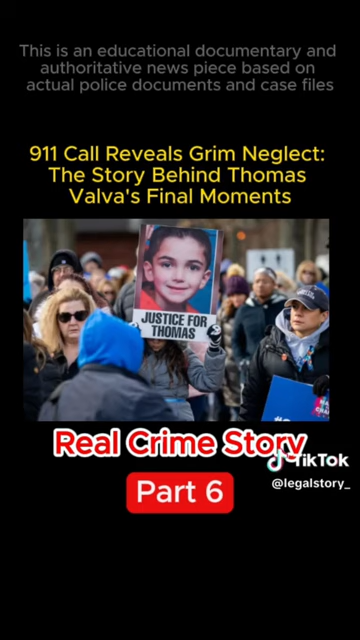 This is an educational documentary and
authoritative news piece based on
actual police documents and case files
911 Call Reveals Grim Neglect:
The Story Behind Thomas
Valva's Final Moments
JUSTICE FOR
THOMAS
Real Crime Story
TikTok
@legalstory_
Part 6